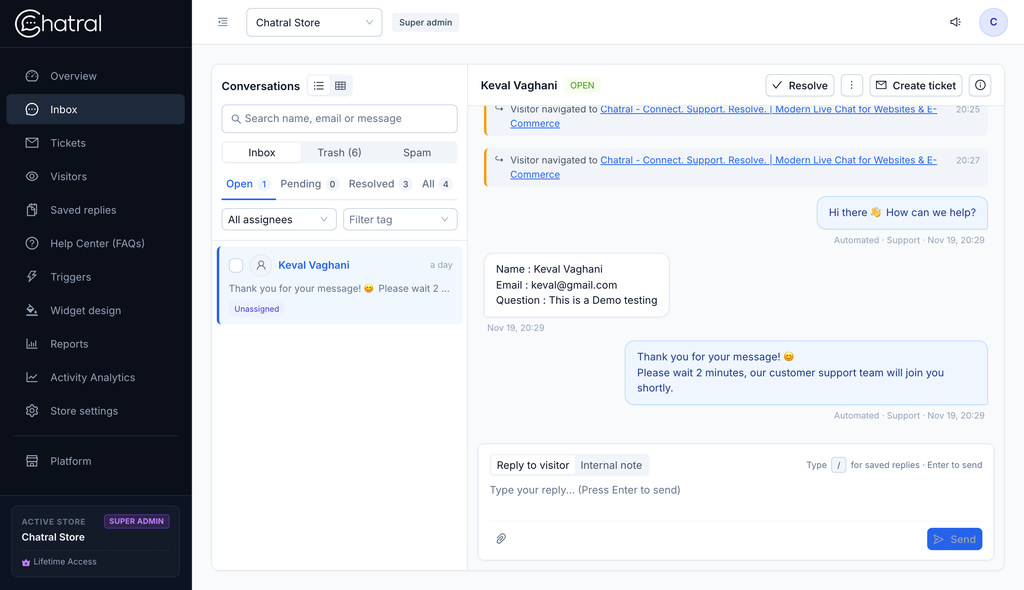 Chatral
Chatral Store
Super admin
C
Overview
Inbox
Tickets
Visitors
Saved replies
Help Center (FAQs)
Triggers
Widget design
Reports
Activity Analytics
Store settings
Platform
ACTIVE STORE
SUPER ADMIN
Chatral Store
Lifetime Access
Conversations
Search name, email or message
Inbox
Trash (6)
Spam
Open 1
Pending 0
Resolved 3
All 4
All assignees
Filter tag
Keval Vaghani
a day
Thank you for your message! 😊 Please wait 2 ...
Unassigned
Keval Vaghani
OPEN
Resolve
Create ticket
Visitor navigated to Chatral - Connect. Support. Resolve. | Modern Live Chat for Websites & E-
Commerce
20:25
Visitor navigated to Chatral - Connect. Support. Resolve. | Modern Live Chat for Websites & E-
Commerce
20:27
Hi there 👋 How can we help?
Automated · Support · Nov 19, 20:29
Name : Keval Vaghani
Email : keval@gmail.com
Question : This is a Demo testing
Nov 19, 20:29
Thank you for your message! 😊
Please wait 2 minutes, our customer support team will join you
shortly.
Automated · Support · Nov 19, 20:29
Reply to visitor
Internal note
Type / for saved replies · Enter to send
Type your reply... (Press Enter to send)
Send